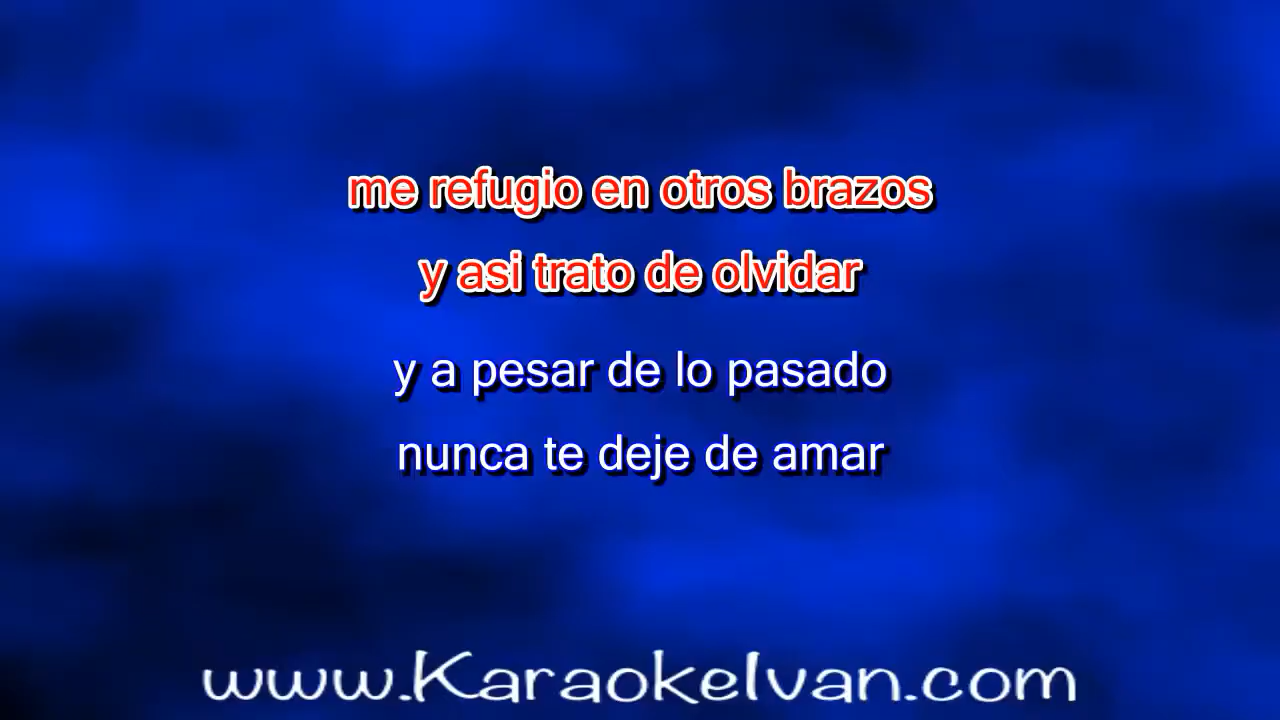 me refugio en otros brazos
y asi trato de olvidar
y a pesar de lo pasado
nunca te deje de amar
www.KaraokeIvan.com